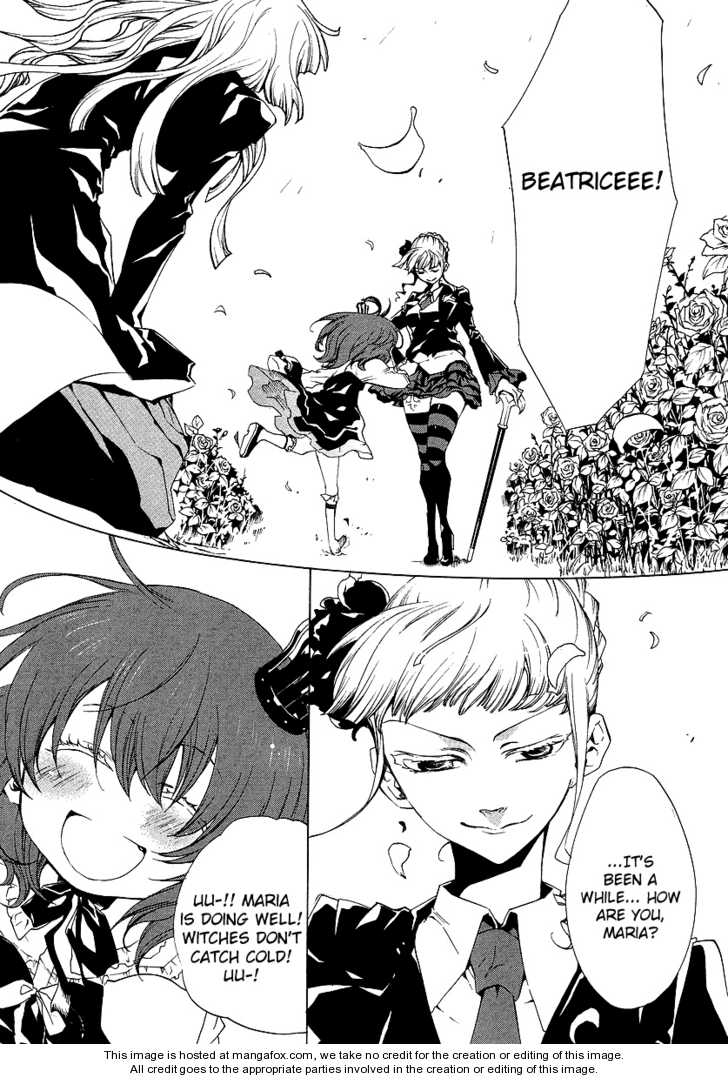 BEATRICEEE!
...IT'S
BEEN A
WHILE... HOW
ARE YOU,
MARIA?
UU-!! MARIA
IS DOING WELL!
WITCHES DON'T
CATCH COLD!
UU-!
This image is hosted at mangafox.com, we take no credit for the creation or editing of this image.
All credit goes to the appropriate parties involved in the creation or editing of this image.